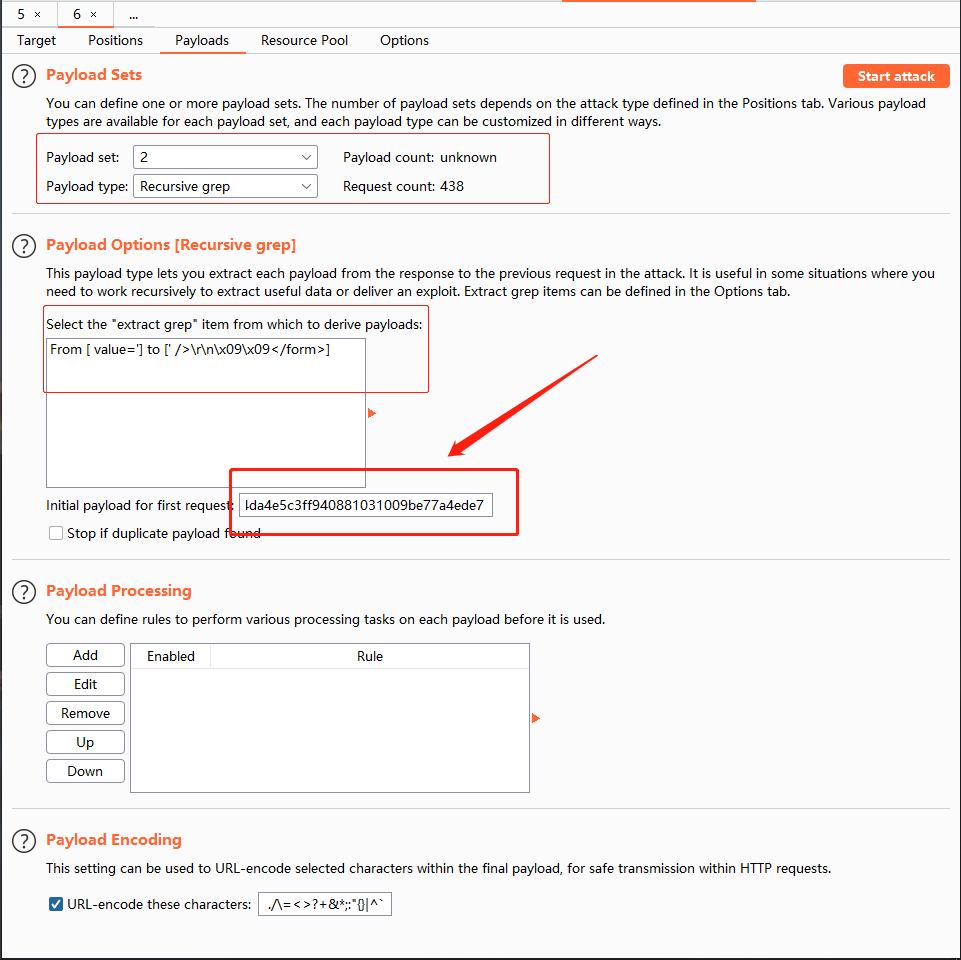 5 ×
6 ×
...
Target
Positions
Payloads
Resource Pool
Options
? Payload Sets
Start attack
You can define one or more payload sets. The number of payload sets depends on the attack type defined in the Positions tab. Various payload
types are available for each payload set, and each payload type can be customized in different ways.
Payload set: 2
Payload count: unknown
Payload type: Recursive grep
Request count: 438
? Payload Options [Recursive grep]
This payload type lets you extract each payload from the response to the previous request in the attack. It is useful in some situations where you
need to work recursively to extract useful data or deliver an exploit. Extract grep items can be defined in the Options tab.
Select the "extract grep" item from which to derive payloads:
From [ value='] to [' />\r\n\x09\x09</form>]
Initial payload for first request: da4e5c3ff940881031009be77a4ede7
Stop if duplicate payload found
? Payload Processing
You can define rules to perform various processing tasks on each payload before it is used.
Add
Edit
Remove
Up
Down
Enabled
Rule
? Payload Encoding
This setting can be used to URL-encode selected characters within the final payload, for safe transmission within HTTP requests.
URL-encode these characters: ./\=<>?+&*;:"{}|^`